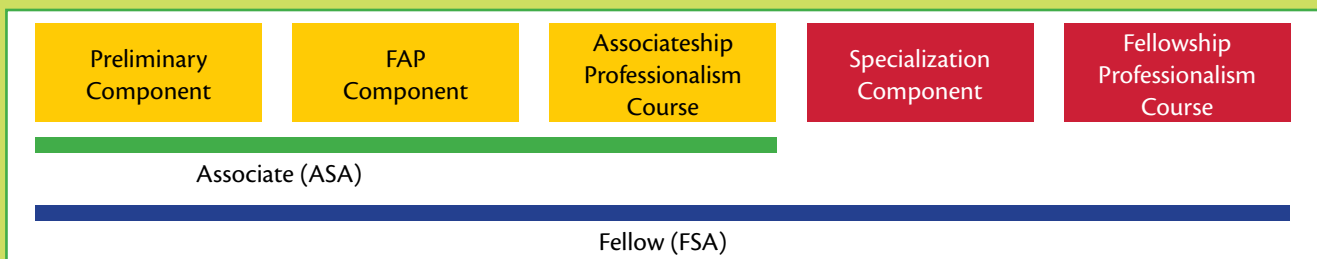 Preliminary
Component
FAP
Component
Associateship
Professionalism
Course
Specialization
Component
Fellowship
Professionalism
Course
Associate (ASA)
Fellow (FSA)